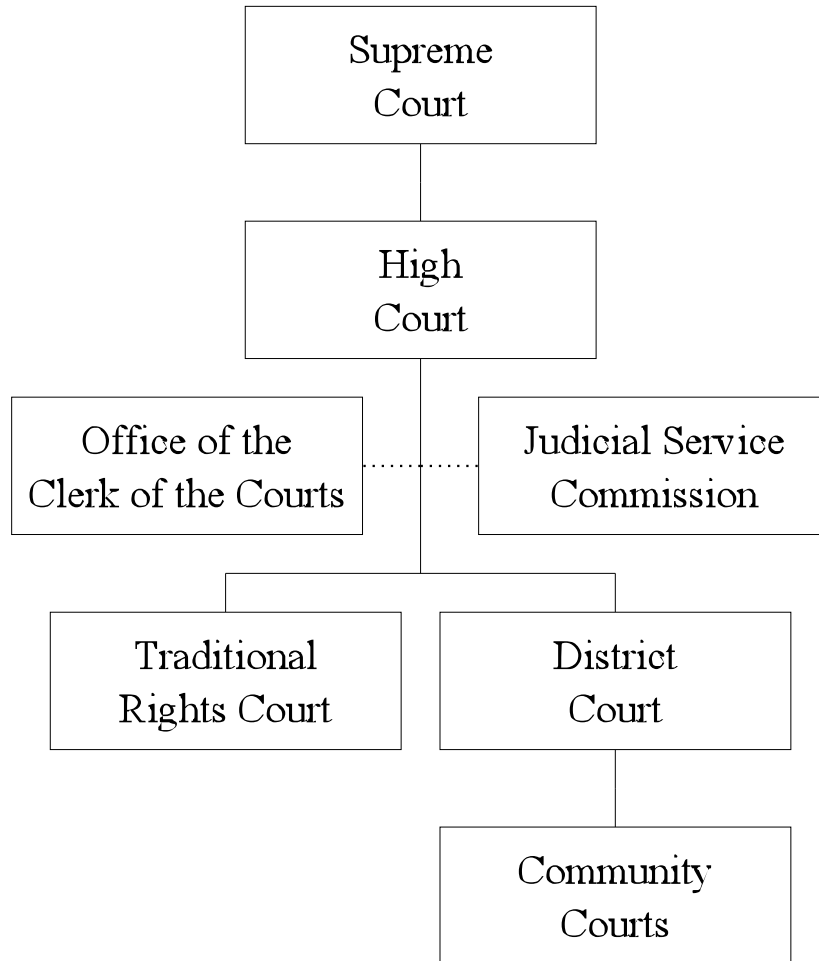 Supreme
Court
High
Court
Office of the
Clerk of the Courts
Judicial Service
Commission
Traditional
Rights Court
District
Court
Community
Courts